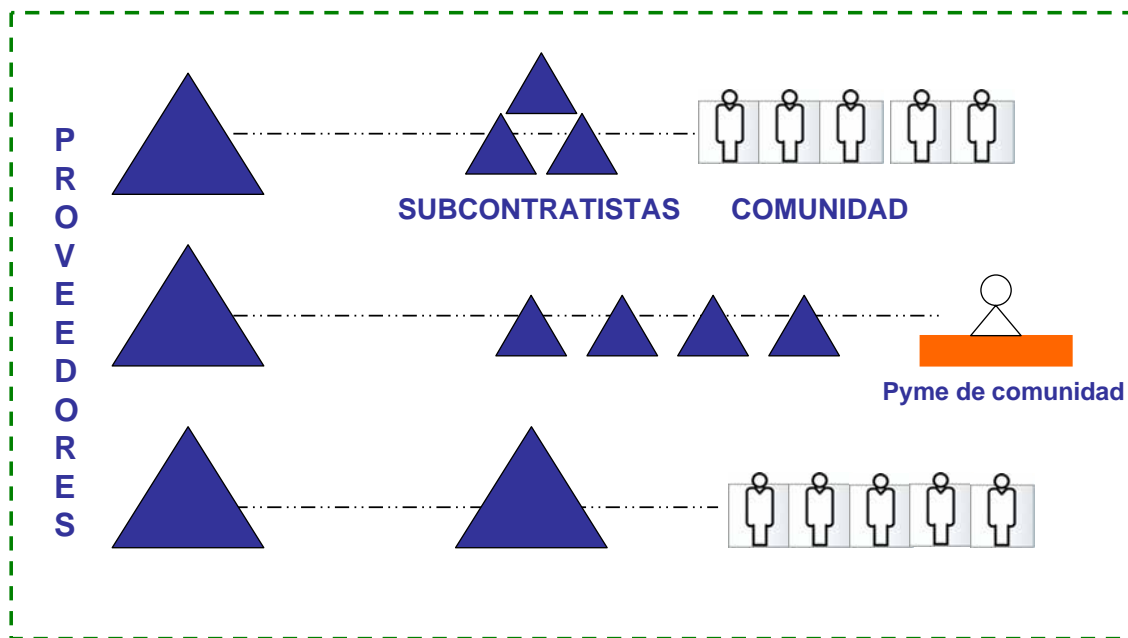 PROVEEDORES
SUBCONTRATISTAS
COMUNIDAD
Pyme de comunidad